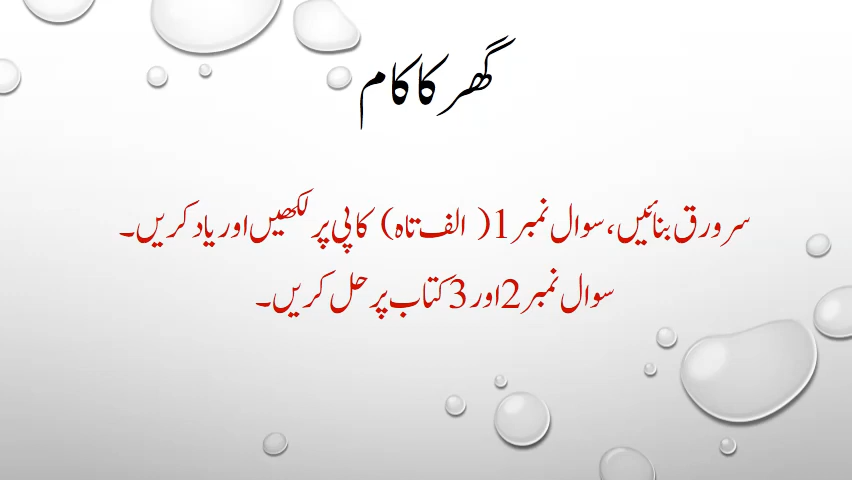 گھر کا کام
سرورق بنائیں، سوال نمبر 1( الف تاہ) کاپی پر لکھیں اور یاد کریں۔
سوال نمبر 2 اور 3 کتاب پر حل کریں۔